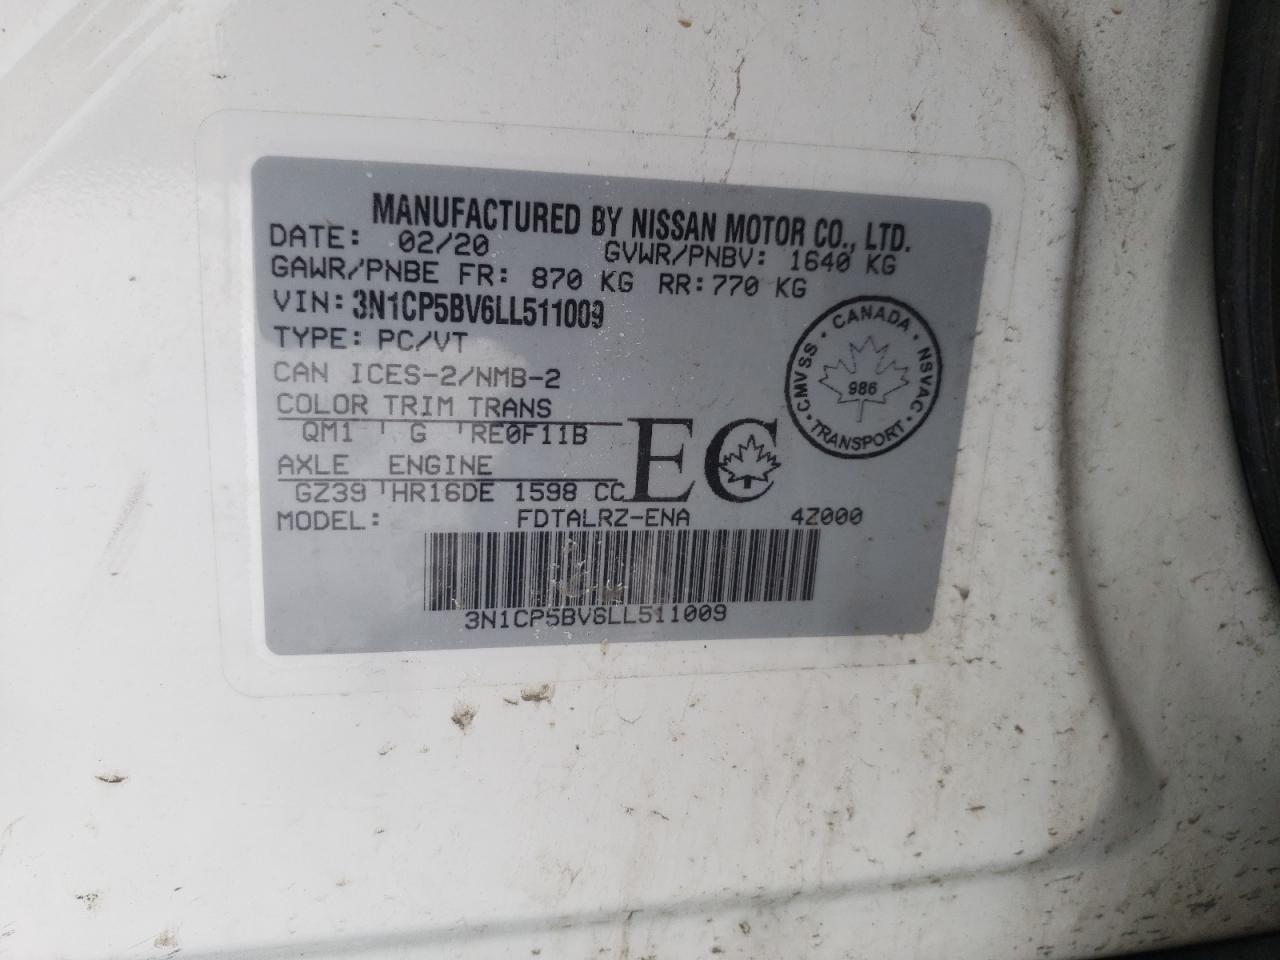 MANUFACTURED BY NISSAN MOTOR CO., LTD.
DATE: 02/20 GVWR/PNBV: 1640 KG
GAWR/PNBE FR: 870 KG RR: 770 KG
VIN: 3N1CP5BV6LL511009
TYPE: PC/VT
CAN ICES-2/NMB-2
COLOR TRIM TRANS
QM1 G RE0F11B
AXLE ENGINE
GZ39 HR16DE 1598 CC
EC
MODEL: FDTALRZ-ENA 4Z000
3N1CP5BV6LL511009
CMVSS · CANADA · NSVAC · TRANSPORT ·
986